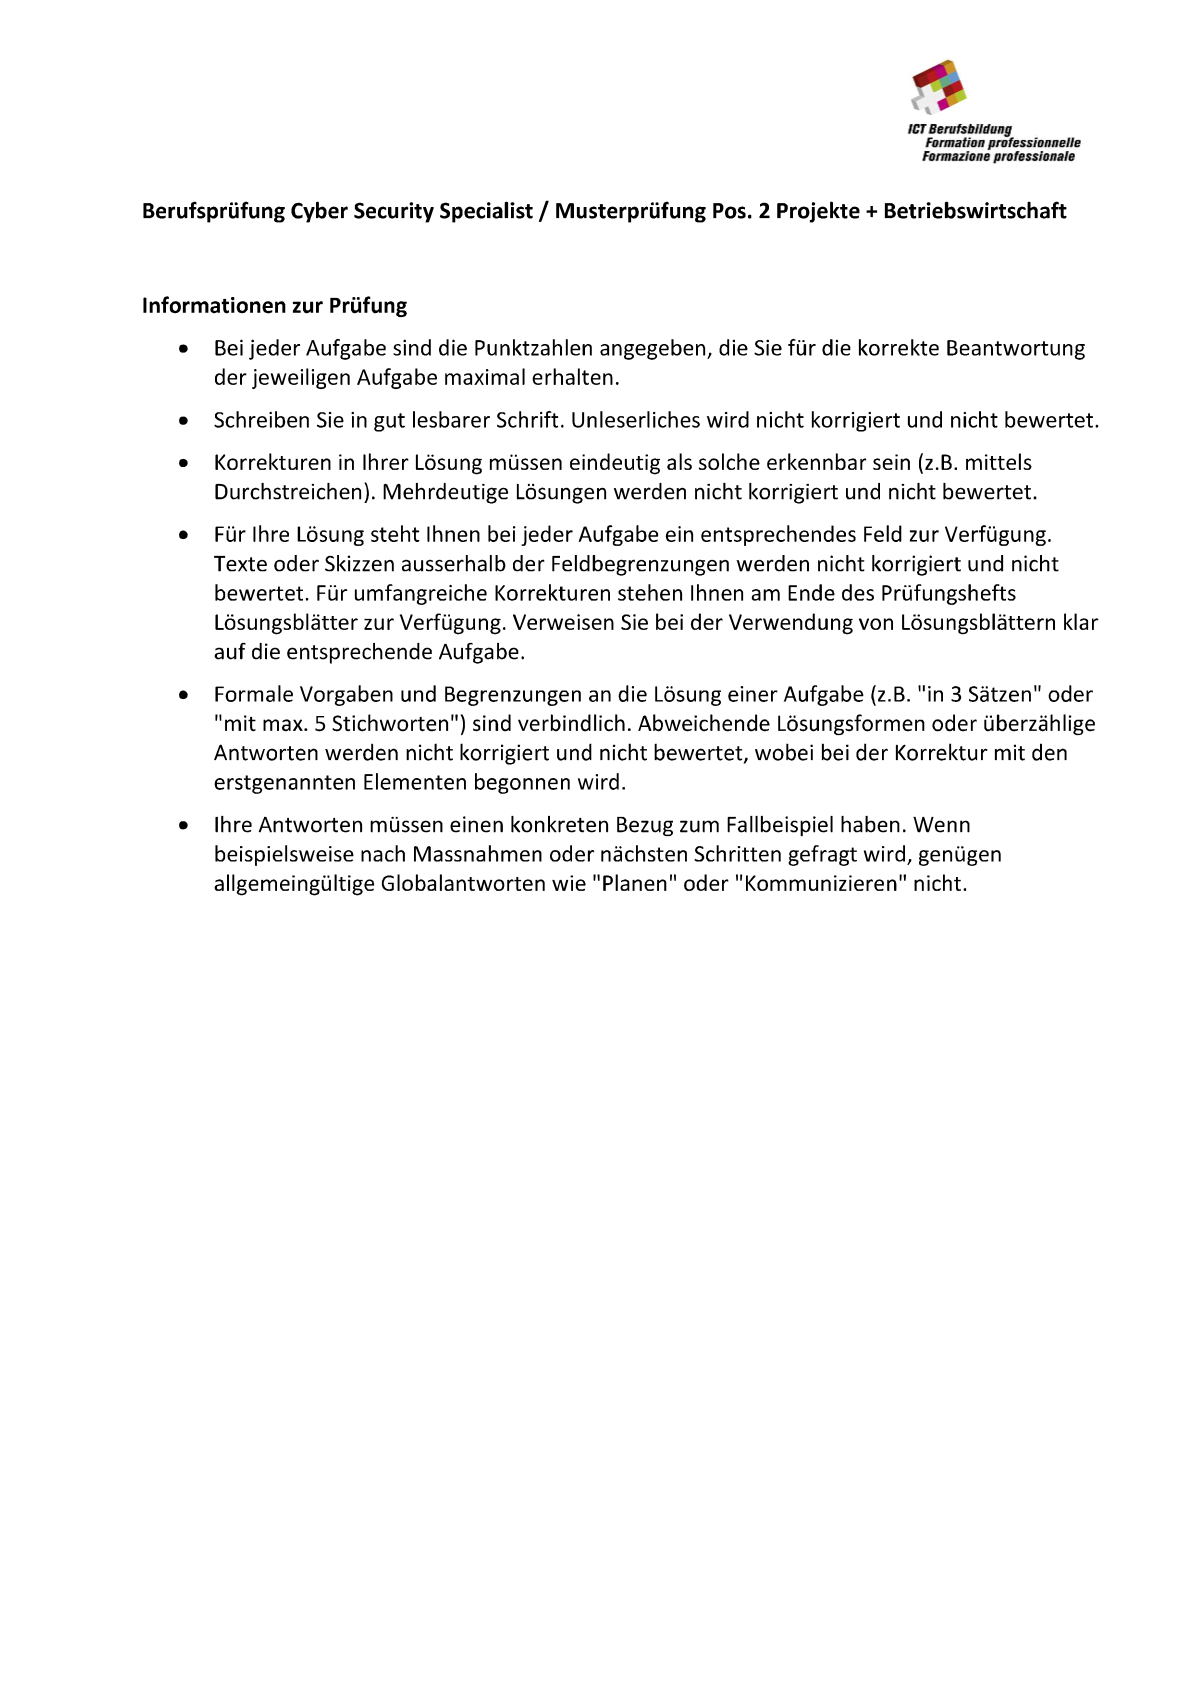 ICT Berufsbildung
Formation professionnelle
Formazione professionale
Berufsprüfung Cyber Security Specialist / Musterprüfung Pos. 2 Projekte + Betriebswirtschaft
Informationen zur Prüfung
• Bei jeder Aufgabe sind die Punktzahlen angegeben, die Sie für die korrekte Beantwortung
der jeweiligen Aufgabe maximal erhalten.
• Schreiben Sie in gut lesbarer Schrift. Unleserliches wird nicht korrigiert und nicht bewertet.
• Korrekturen in Ihrer Lösung müssen eindeutig als solche erkennbar sein (z.B. mittels
Durchstreichen). Mehrdeutige Lösungen werden nicht korrigiert und nicht bewertet.
• Für Ihre Lösung steht Ihnen bei jeder Aufgabe ein entsprechendes Feld zur Verfügung.
Texte oder Skizzen ausserhalb der Feldbegrenzungen werden nicht korrigiert und nicht
bewertet. Für umfangreiche Korrekturen stehen Ihnen am Ende des Prüfungshefts
Lösungsblätter zur Verfügung. Verweisen Sie bei der Verwendung von Lösungsblättern klar
auf die entsprechende Aufgabe.
• Formale Vorgaben und Begrenzungen an die Lösung einer Aufgabe (z.B. "in 3 Sätzen" oder
"mit max. 5 Stichworten") sind verbindlich. Abweichende Lösungsformen oder überzählige
Antworten werden nicht korrigiert und nicht bewertet, wobei bei der Korrektur mit den
erstgenannten Elementen begonnen wird.
• Ihre Antworten müssen einen konkreten Bezug zum Fallbeispiel haben. Wenn
beispielsweise nach Massnahmen oder nächsten Schritten gefragt wird, genügen
allgemeingültige Globalantworten wie "Planen" oder "Kommunizieren" nicht.